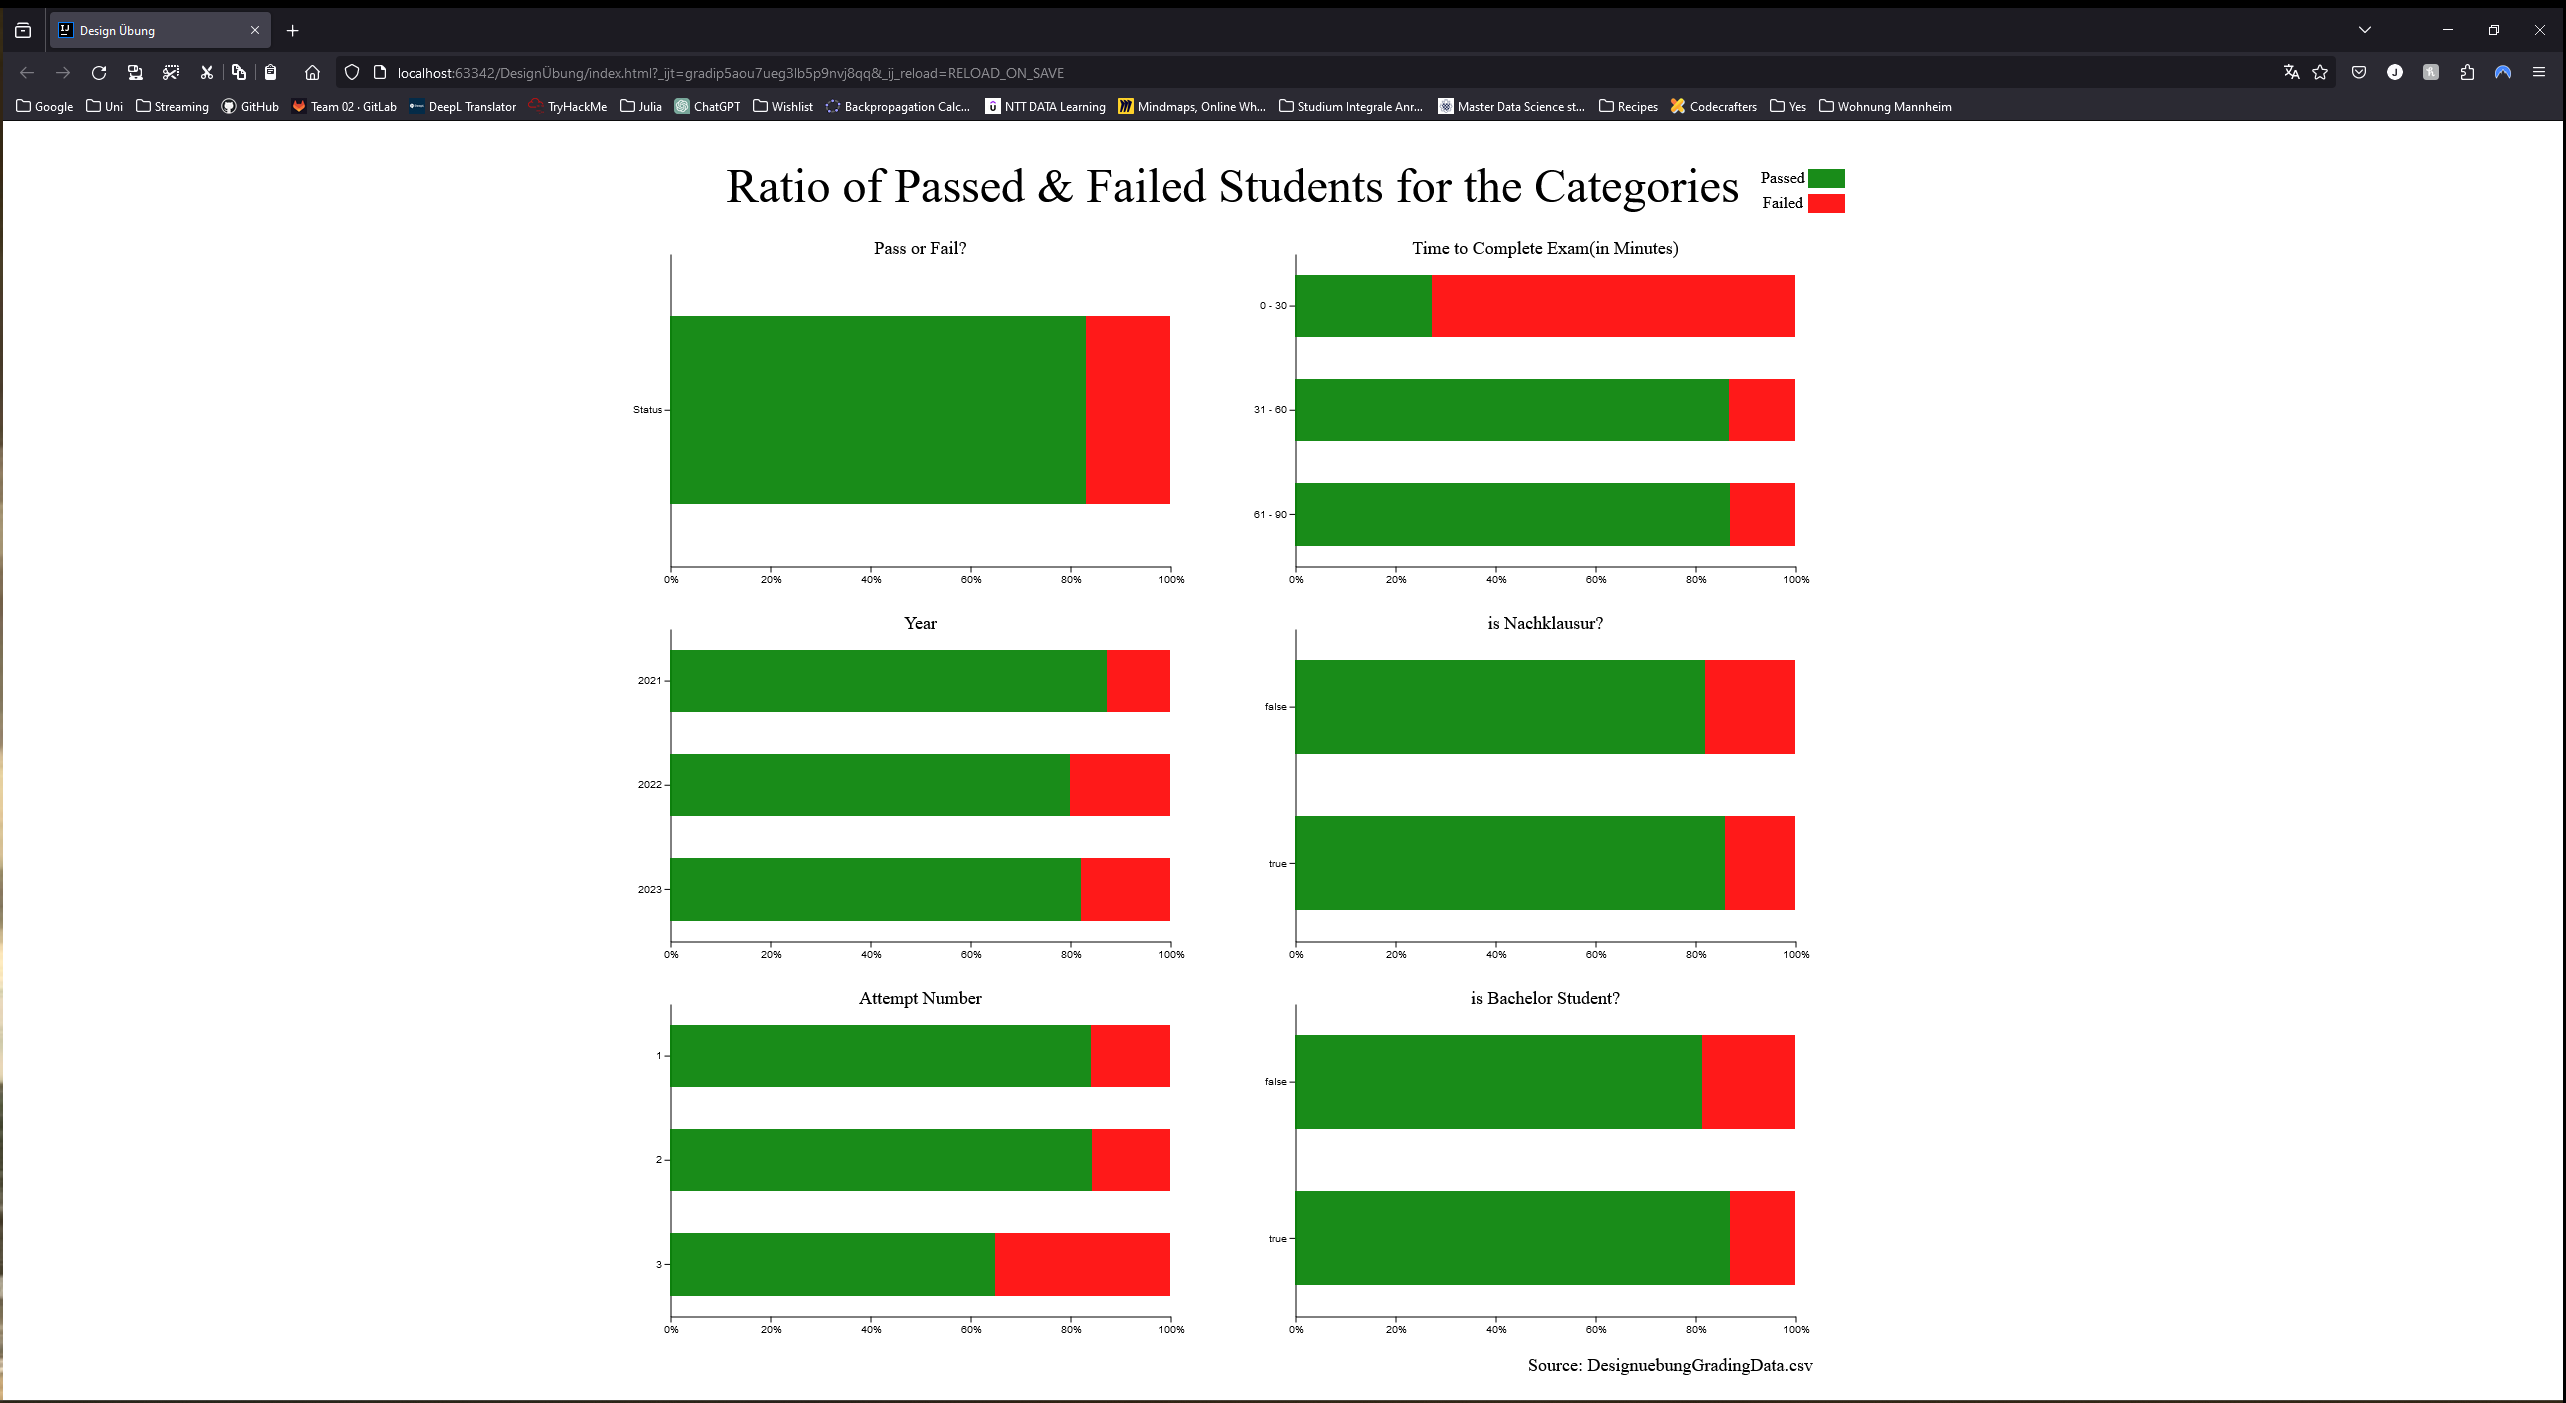 Design Übung
localhost:63342/DesignÜbung/index.html?_ijt=gradip5aou7ueg3lb5p9nvj8qq&_ij_reload=RELOAD_ON_SAVE
Google Uni Streaming GitHub Team 02 · GitLab DeepL Translator TryHackMe Julia ChatGPT Wishlist Backpropagation Calc... NTT DATA Learning Mindmaps, Online Wh... Studium Integrale Anr... Master Data Science st... Recipes Codecrafters Yes Wohnung Mannheim
Ratio of Passed & Failed Students for the Categories
Passed
Failed
Pass or Fail?
Status
0% 20% 40% 60% 80% 100%
Time to Complete Exam(in Minutes)
0 - 30
31 - 60
61 - 90
0% 20% 40% 60% 80% 100%
Year
2021
2022
2023
0% 20% 40% 60% 80% 100%
is Nachklausur?
false
true
0% 20% 40% 60% 80% 100%
Attempt Number
1
2
3
0% 20% 40% 60% 80% 100%
is Bachelor Student?
false
true
0% 20% 40% 60% 80% 100%
Source: DesignuebungGradingData.csv